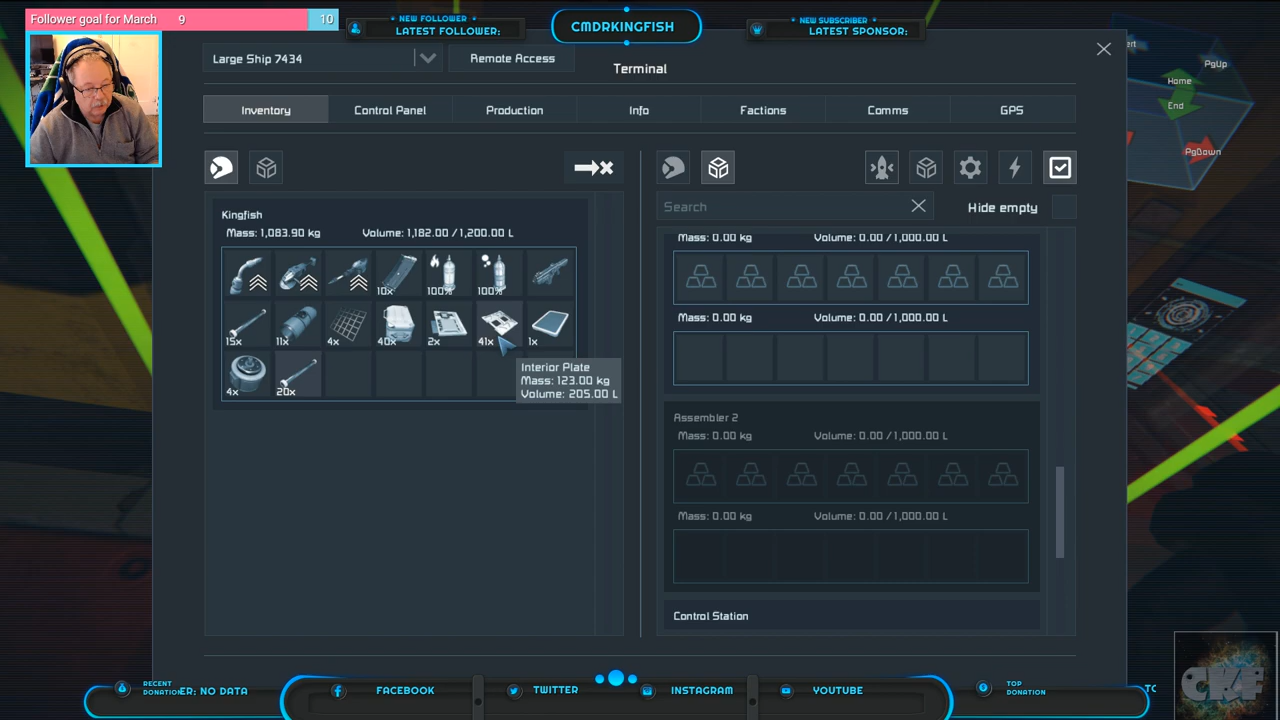 Follower goal for March 9 10
NEW FOLLOWER
LATEST FOLLOWER:
CMDRKINGFISH
NEW SUBSCRIBER
LATEST SPONSOR:
Large Ship 7434
Remote Access
Terminal
PgUp
Home
End
PgDown
Inventory
Control Panel
Production
Info
Factions
Comms
GPS
Search
Hide empty
Kingfish
Mass: 1,083.90 kg
Volume: 1,182.00 / 1,200.00 L
10x
100%
100%
15x
11x
4x
40x
2x
41x
1x
4x
20x
Interior Plate
Mass: 123.00 kg
Volume: 205.00 L
Mass: 0.00 kg
Volume: 0.00 / 1,000.00 L
Mass: 0.00 kg
Volume: 0.00 / 1,000.00 L
Assembler 2
Mass: 0.00 kg
Volume: 0.00 / 1,000.00 L
Mass: 0.00 kg
Volume: 0.00 / 1,000.00 L
Control Station
RECENT
DONATION
ER: NO DATA
FACEBOOK
TWITTER
INSTAGRAM
YOUTUBE
TOP
DONATION
CKF